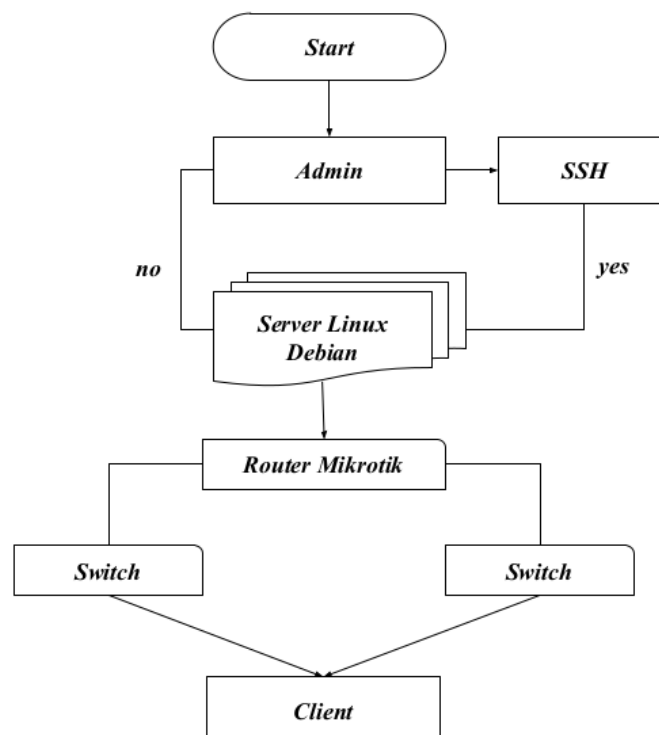 Start
Admin
SSH
no
yes
Server Linux
Debian
Router Mikrotik
Switch
Switch
Client